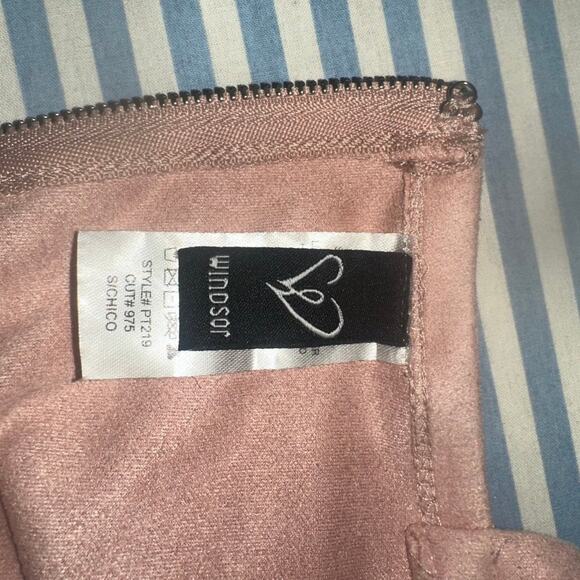 WINDSOr
STYLE# PT219
CUT# 975
S/CHICO